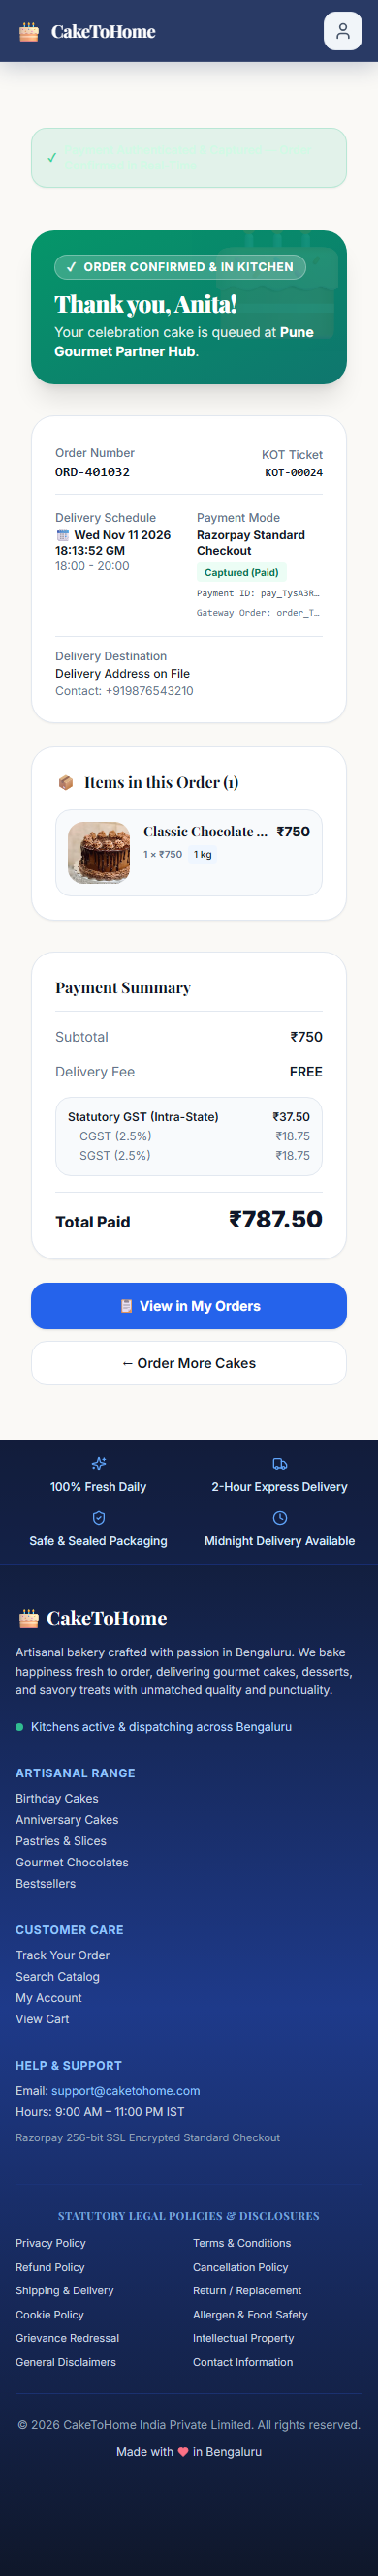 CakeToHome
✓ ORDER CONFIRMED & IN KITCHEN
Thank you, Anita!
Your celebration cake is queued at Pune
Gourmet Partner Hub.
Order Number
KOT Ticket
ORD-401032
KOT-00024
Delivery Schedule
Payment Mode
Wed Nov 11 2026
18:13:52 GM
18:00 - 20:00
Razorpay Standard
Checkout
Captured (Paid)
Payment ID: pay_TysA3R…
Gateway Order: order_T…
Delivery Destination
Delivery Address on File
Contact: +919876543210
Items in this Order (1)
Classic Chocolate ... ₹750
1 × ₹750 1 kg
Payment Summary
Subtotal ₹750
Delivery Fee FREE
Statutory GST (Intra-State) ₹37.50
CGST (2.5%) ₹18.75
SGST (2.5%) ₹18.75
Total Paid ₹787.50
View in My Orders
← Order More Cakes
100% Fresh Daily
2-Hour Express Delivery
Safe & Sealed Packaging
Midnight Delivery Available
CakeToHome
Artisanal bakery crafted with passion in Bengaluru. We bake
happiness fresh to order, delivering gourmet cakes, desserts,
and savory treats with unmatched quality and punctuality.
Kitchens active & dispatching across Bengaluru
ARTISANAL RANGE
Birthday Cakes
Anniversary Cakes
Pastries & Slices
Gourmet Chocolates
Bestsellers
CUSTOMER CARE
Track Your Order
Search Catalog
My Account
View Cart
HELP & SUPPORT
Email: support@caketohome.com
Hours: 9:00 AM – 11:00 PM IST
Razorpay 256-bit SSL Encrypted Standard Checkout
STATUTORY LEGAL POLICIES & DISCLOSURES
Privacy Policy
Terms & Conditions
Refund Policy
Cancellation Policy
Shipping & Delivery
Return / Replacement
Cookie Policy
Allergen & Food Safety
Grievance Redressal
Intellectual Property
General Disclaimers
Contact Information
© 2026 CakeToHome India Private Limited. All rights reserved.
Made with ❤ in Bengaluru